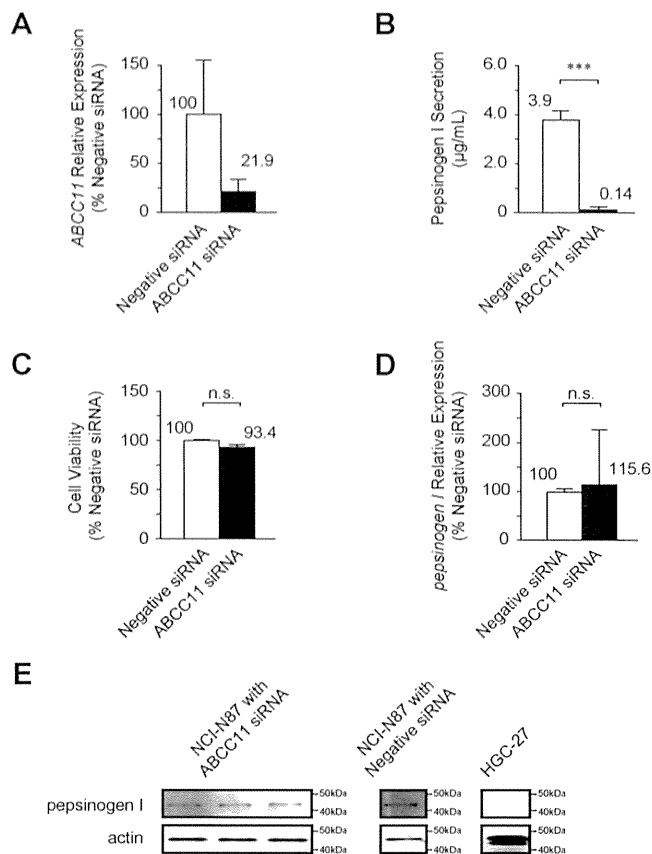 A
ABCC11 Relative Expression
(% Negative siRNA)
150
100
50
0
100
21.9
Negative siRNA
ABCC11 siRNA
B
Pepsinogen I Secretion
(µg/mL)
6.0
4.0
2.0
0
3.9
***
0.14
Negative siRNA
ABCC11 siRNA
C
Cell Viability
(% Negative siRNA)
150
100
50
0
100
n.s.
93.4
Negative siRNA
ABCC11 siRNA
D
pepsinogen I Relative Expression
(% Negative siRNA)
300
200
100
0
100
n.s.
115.6
Negative siRNA
ABCC11 siRNA
E
NCI-N87 with
ABCC11 siRNA
NCI-N87 with
Negative siRNA
HGC-27
pepsinogen I
50kDa
40kDa
50kDa
40kDa
50kDa
40kDa
actin
50kDa
40kDa
50kDa
40kDa
50kDa
40kDa